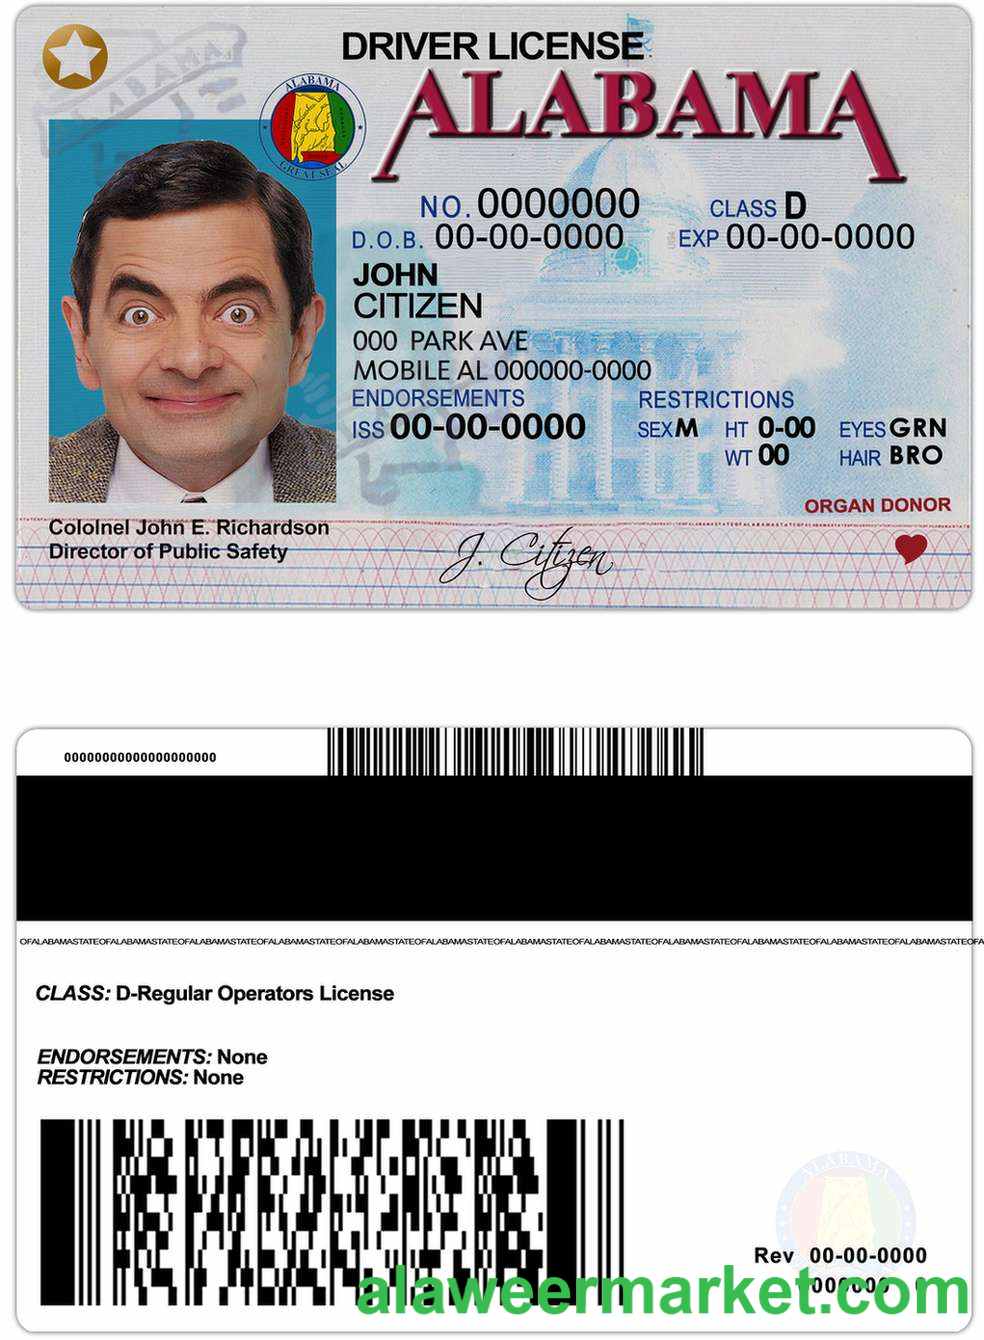 DRIVER LICENSE
ALABAMA
ALABAMA
ALABAMA
GREAT SEAL
NO. 0000000
CLASS D
D.O.B. 00-00-0000
EXP 00-00-0000
JOHN
CITIZEN
000 PARK AVE
MOBILE AL 000000-0000
ENDORSEMENTS
RESTRICTIONS
ISS 00-00-0000
SEX M HT 0-00 EYES GRN
WT 00 HAIR BRO
ORGAN DONOR
Cololnel John E. Richardson
Director of Public Safety
J. Citizen
00000000000000000000
OFALABAMASTATEOFALABAMASTATEOFALABAMASTATEOFALABAMASTATEOFALABAMASTATEOFALABAMASTATEOFALABAMASTATEOFALABAMASTATEOFALABAMASTATEOFALABAMASTATEOFALABAMASTATEOFALABAMASTATEOFA
CLASS: D-Regular Operators License
ENDORSEMENTS: None
RESTRICTIONS: None
ALABAMA
Rev 00-00-0000
alaweermarket.com